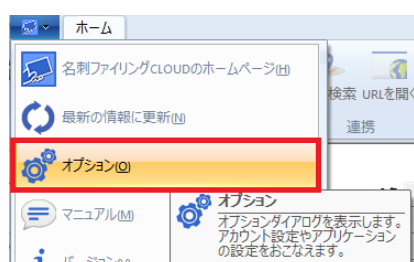 ホーム
名刺ファイリングCLOUDのホームページ(H)
検索 URLを開く
最新の情報に更新(N)
連携
オプション(O)
オプション
マニュアル(M)
オプションダイアログを表示します。
アカウント設定やアプリケーション
の設定をおこなえます。